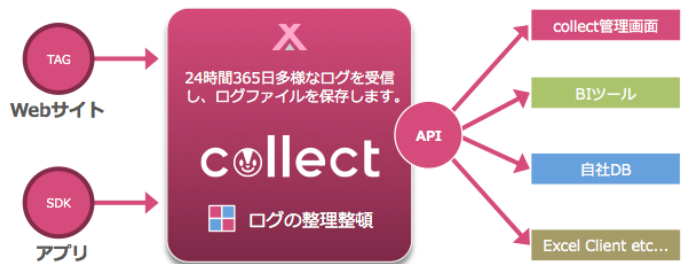 TAG
Webサイト
SDK
アプリ
24時間365日多様なログを受信
し、ログファイルを保存します。
collect
ログの整理整頓
API
collect管理画面
BIツール
自社DB
Excel Client etc...